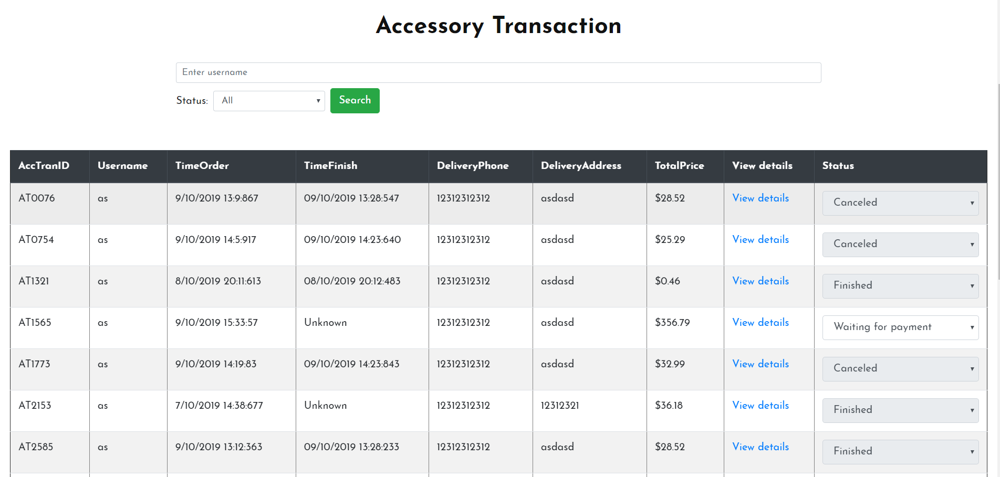 Accessory Transaction
Enter username
Status: All Search
AccTranID Username TimeOrder TimeFinish DeliveryPhone DeliveryAddress TotalPrice View details Status
AT0076 as 9/10/2019 13:9:867 09/10/2019 13:28:547 12312312312 asdasd $28.52 View details Canceled
AT0754 as 9/10/2019 14:5:917 09/10/2019 14:23:640 12312312312 asdasd $25.29 View details Canceled
AT1321 as 8/10/2019 20:11:613 08/10/2019 20:12:483 12312312312 asdasd $0.46 View details Finished
AT1565 as 9/10/2019 15:33:57 Unknown 12312312312 asdasd $356.79 View details Waiting for payment
AT1773 as 9/10/2019 14:19:83 09/10/2019 14:23:843 12312312312 asdasd $32.99 View details Canceled
AT2153 as 7/10/2019 14:38:677 Unknown 12312312312 12312321 $36.18 View details Finished
AT2585 as 9/10/2019 13:12:363 09/10/2019 13:28:233 12312312312 asdasd $28.52 View details Finished